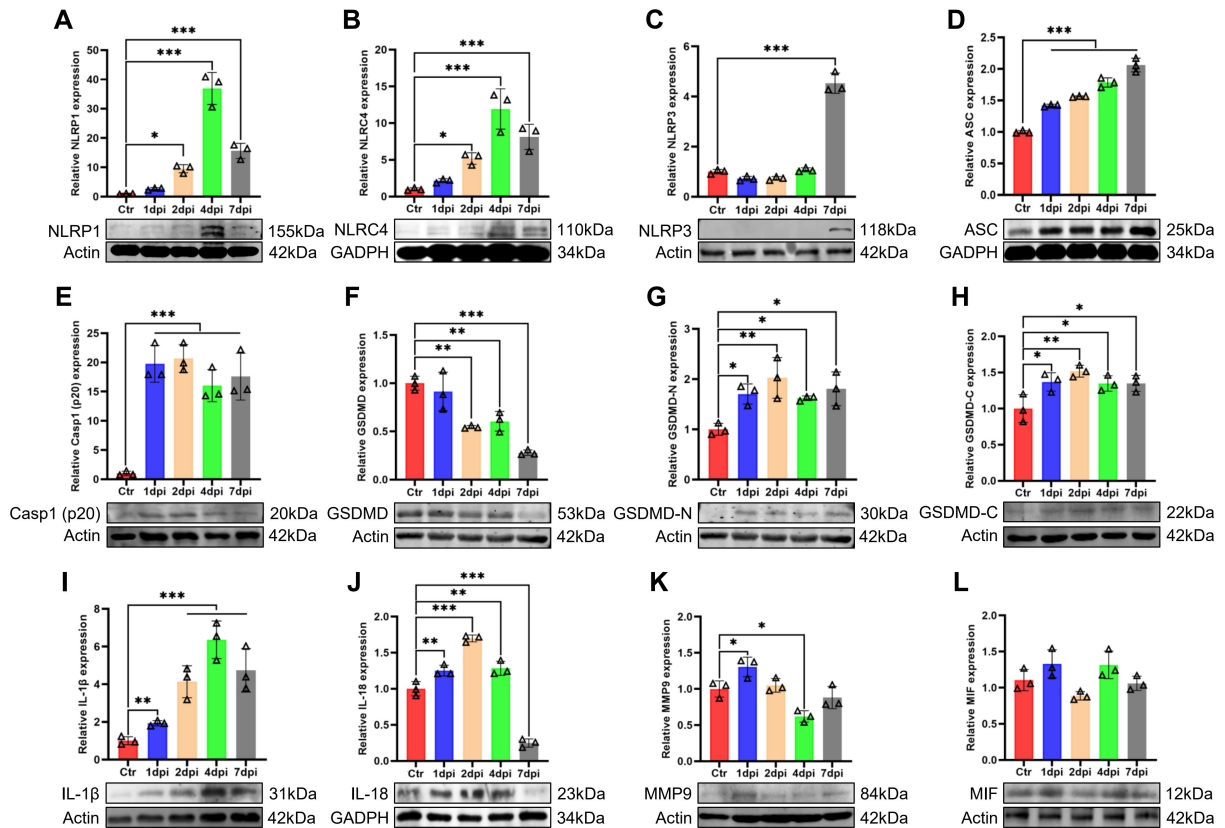 A
Relative NLRP1 expression
50
40
30
20
10
0
***
***
*
Ctr 1dpi 2dpi 4dpi 7dpi
NLRP1 155kDa
Actin 42kDa
B
Relative NLRC4 expression
20
15
10
5
0
***
***
*
Ctr 1dpi 2dpi 4dpi 7dpi
NLRC4 110kDa
GADPH 34kDa
C
Relative NLRP3 expression
6
4
2
0
***
Ctr 1dpi 2dpi 4dpi 7dpi
NLRP3 118kDa
Actin 42kDa
D
Relative ASC expression
2.5
2.0
1.5
1.0
0.5
0.0
***
Ctr 1dpi 2dpi 4dpi 7dpi
ASC 25kDa
GADPH 34kDa
E
Relative Casp1 (p20) expression
25
20
15
10
5
0
***
Ctr 1dpi 2dpi 4dpi 7dpi
Casp1 (p20) 20kDa
Actin 42kDa
F
Relative GSDMD expression
1.5
1.0
0.5
0.0
***
**
**
Ctr 1dpi 2dpi 4dpi 7dpi
GSDMD 53kDa
Actin 42kDa
G
Relative GSDMD-N expression
3
2
1
0
*
*
**
*
Ctr 1dpi 2dpi 4dpi 7dpi
GSDMD-N 30kDa
Actin 42kDa
H
Relative GSDMD-C expression
2.0
1.5
1.0
0.5
0.0
*
*
**
*
Ctr 1dpi 2dpi 4dpi 7dpi
GSDMD-C 22kDa
Actin 42kDa
I
Relative IL-1β expression
8
6
4
2
0
***
**
Ctr 1dpi 2dpi 4dpi 7dpi
IL-1β 31kDa
Actin 42kDa
J
Relative IL-18 expression
2.0
1.5
1.0
0.5
0.0
***
**
***
**
Ctr 1dpi 2dpi 4dpi 7dpi
IL-18 23kDa
GADPH 34kDa
K
Relative MMP9 expression
2.0
1.5
1.0
0.5
0.0
*
*
Ctr 1dpi 2dpi 4dpi 7dpi
MMP9 84kDa
Actin 42kDa
L
Relative MIF expression
2.0
1.5
1.0
0.5
0.0
Ctr 1dpi 2dpi 4dpi 7dpi
MIF 12kDa
Actin 42kDa